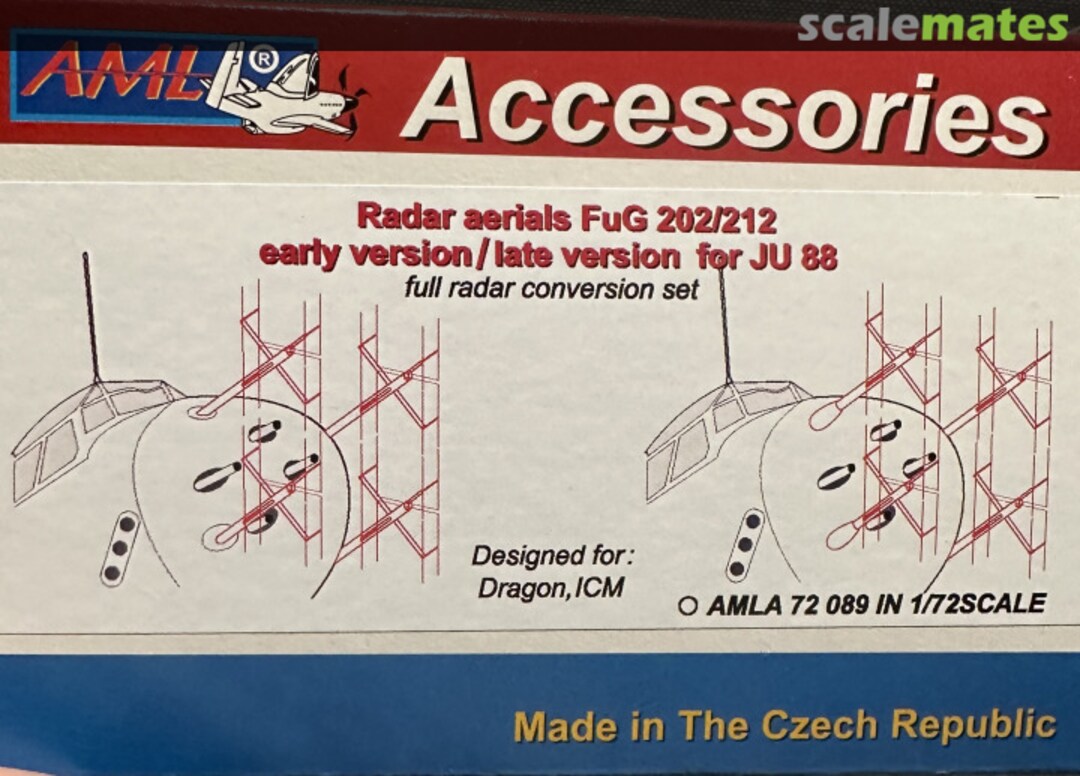 scalemates
AML®
Accessories
Radar aerials FuG 202/212
early version/late version for JU 88
full radar conversion set
Designed for:
Dragon,ICM
O AMLA 72 089 IN 1/72SCALE
Made in The Czech Republic